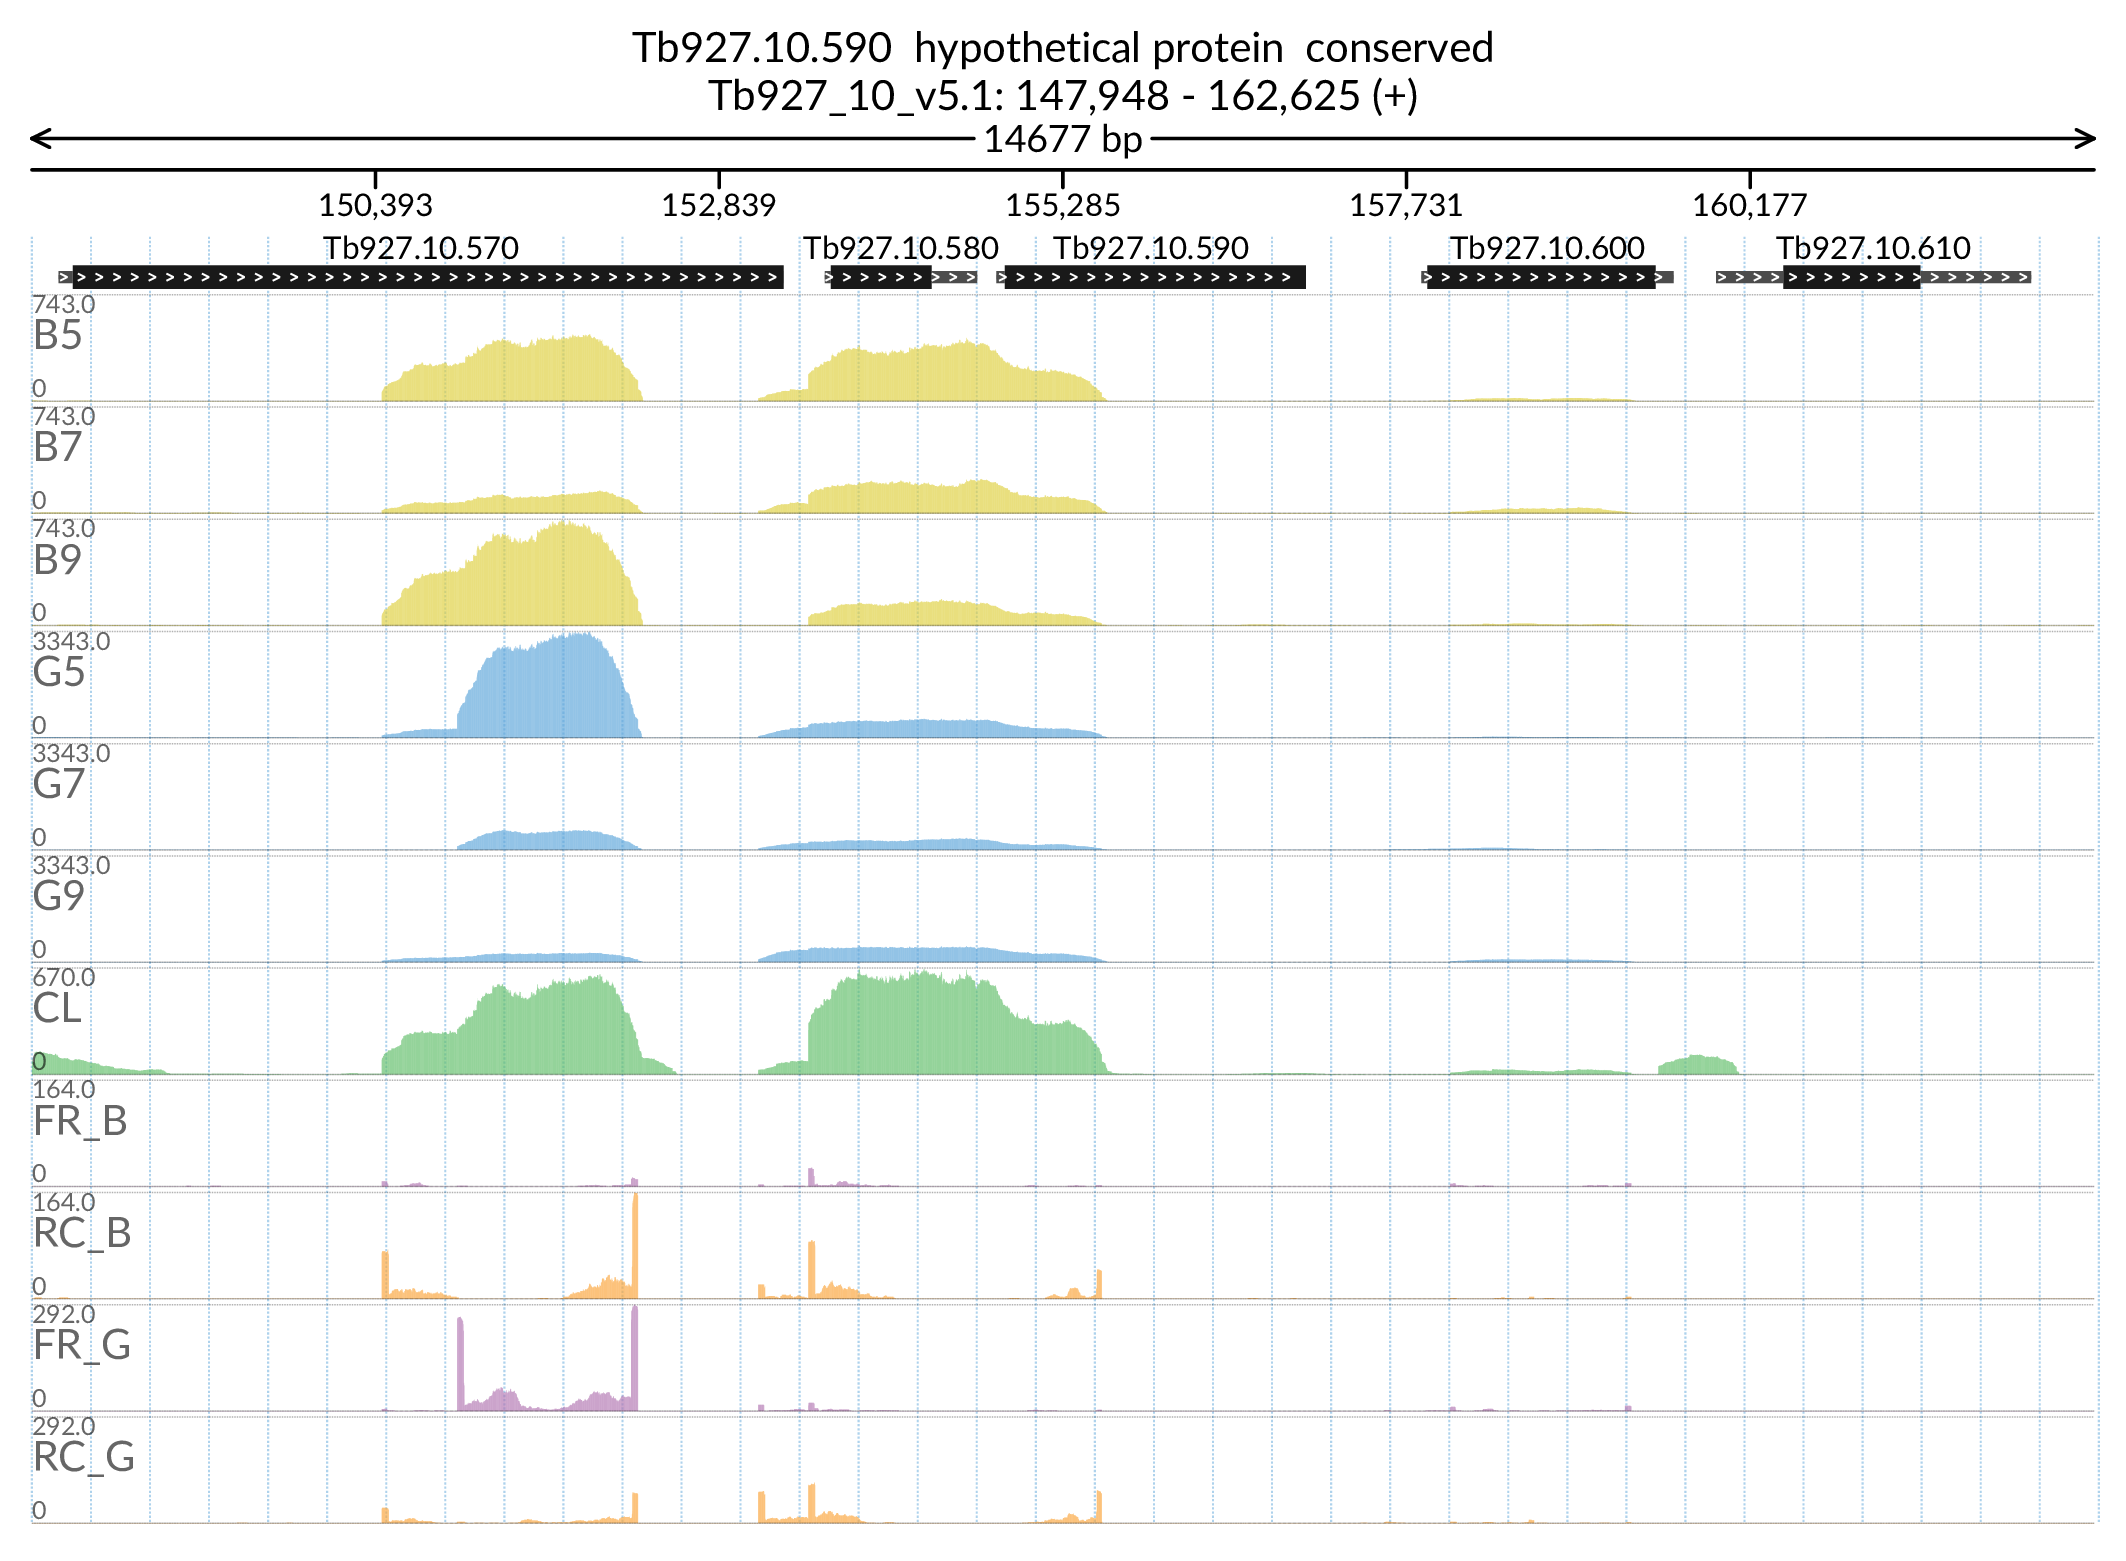 Tb927.10.590  hypothetical protein  conserved
Tb927_10_v5.1: 147,948 - 162,625 (+)
14677 bp
150,393 152,839 155,285 157,731 160,177
Tb927.10.570 Tb927.10.580 Tb927.10.590 Tb927.10.600 Tb927.10.610
743.0
B5
0
743.0
B7
0
743.0
B9
0
3343.0
G5
0
3343.0
G7
0
3343.0
G9
0
670.0
CL
0
164.0
FR_B
0
164.0
RC_B
0
292.0
FR_G
0
292.0
RC_G
0